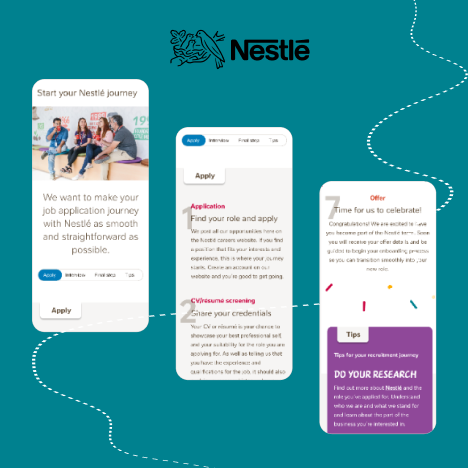 Nestlé
Start your Nestlé journey
We want to make your
job application journey
with Nestlé as smooth
and straightforward as
possible.
Apply Interview Final step Tips
Apply
Apply Interview Final step Tips
Apply
1
Application
Find your role and apply
We post all our opportunities here on
the Nestlé careers website. If you find
a position that fits your interests and
experience, this is where your journey
starts. Create an account on our
website and you're good to get going.
2
CV/resume screening
Share your credentials
Your CV or résumé is your chance to
showcase your best professional self,
and your suitability for the role you are
applying for. As well as telling us that
you have the experience and
qualifications for the job, it should also
7
Offer
Time for us to celebrate!
Congratulations! We are excited to have
you become part of the Nestlé team. Soon
you will receive your offer details and be
guided to begin your onboarding process
so you can transition smoothly into your
new role.
Tips
Tips for your recruitment journey
DO YOUR RESEARCH
Find out more about Nestlé and the
role you've applied for. Understand
who we are and what we stand for
and learn about the part of the
business you're interested in.